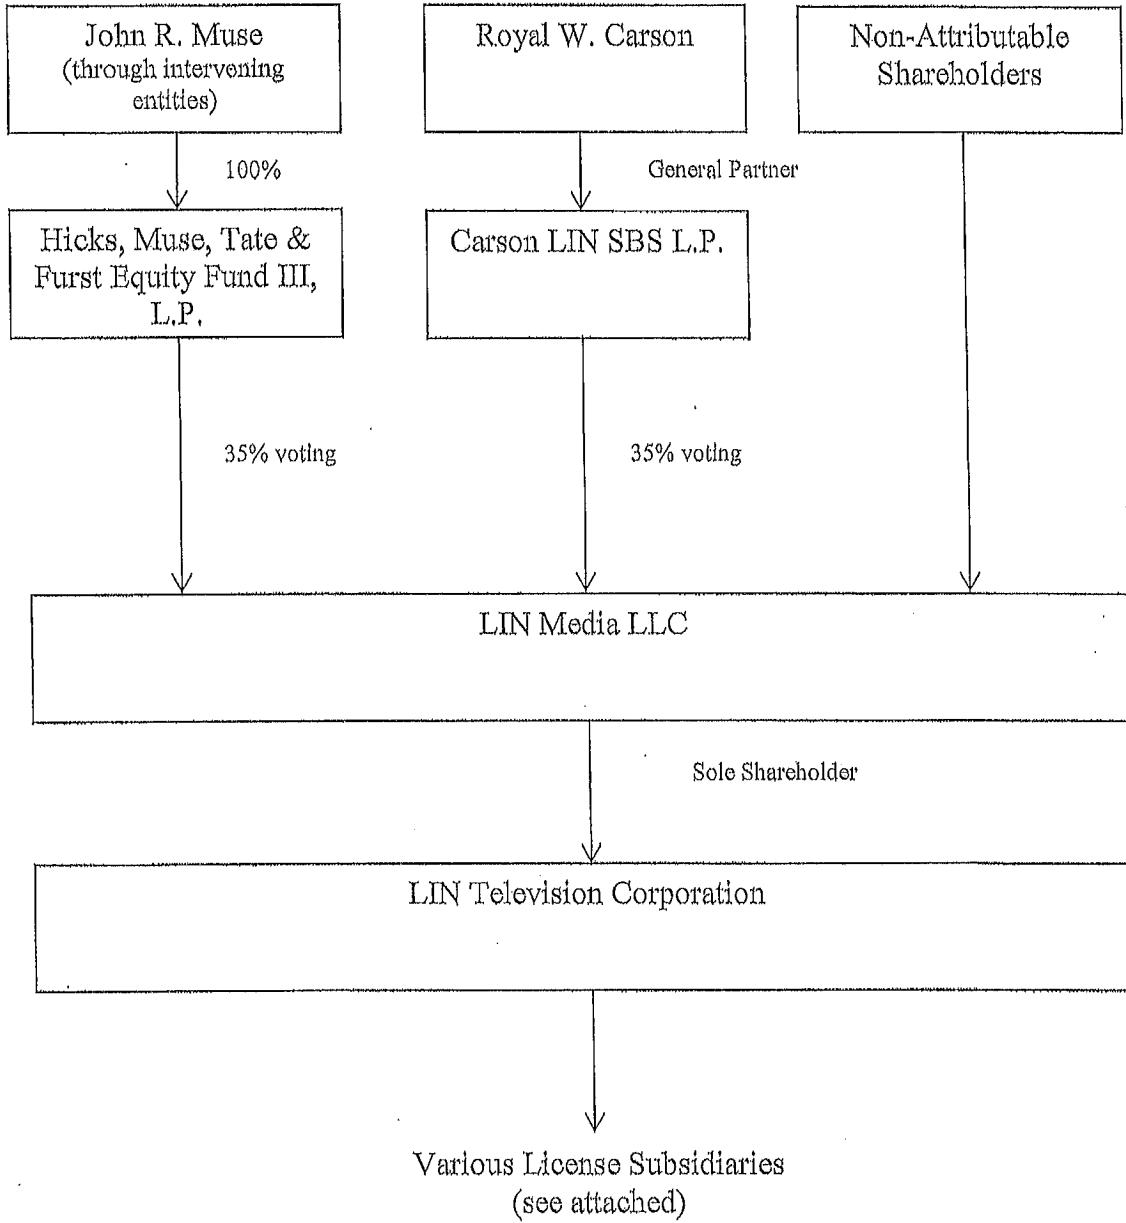 John R. Muse
(through intervening
entities)
Royal W. Carson
Non-Attributable
Shareholders
100%
General Partner
Hicks, Muse, Tate &
Furst Equity Fund III,
L.P.
Carson LIN SBS L.P.
35% voting
35% voting
LIN Media LLC
Sole Shareholder
LIN Television Corporation
Various License Subsidiaries
(see attached)